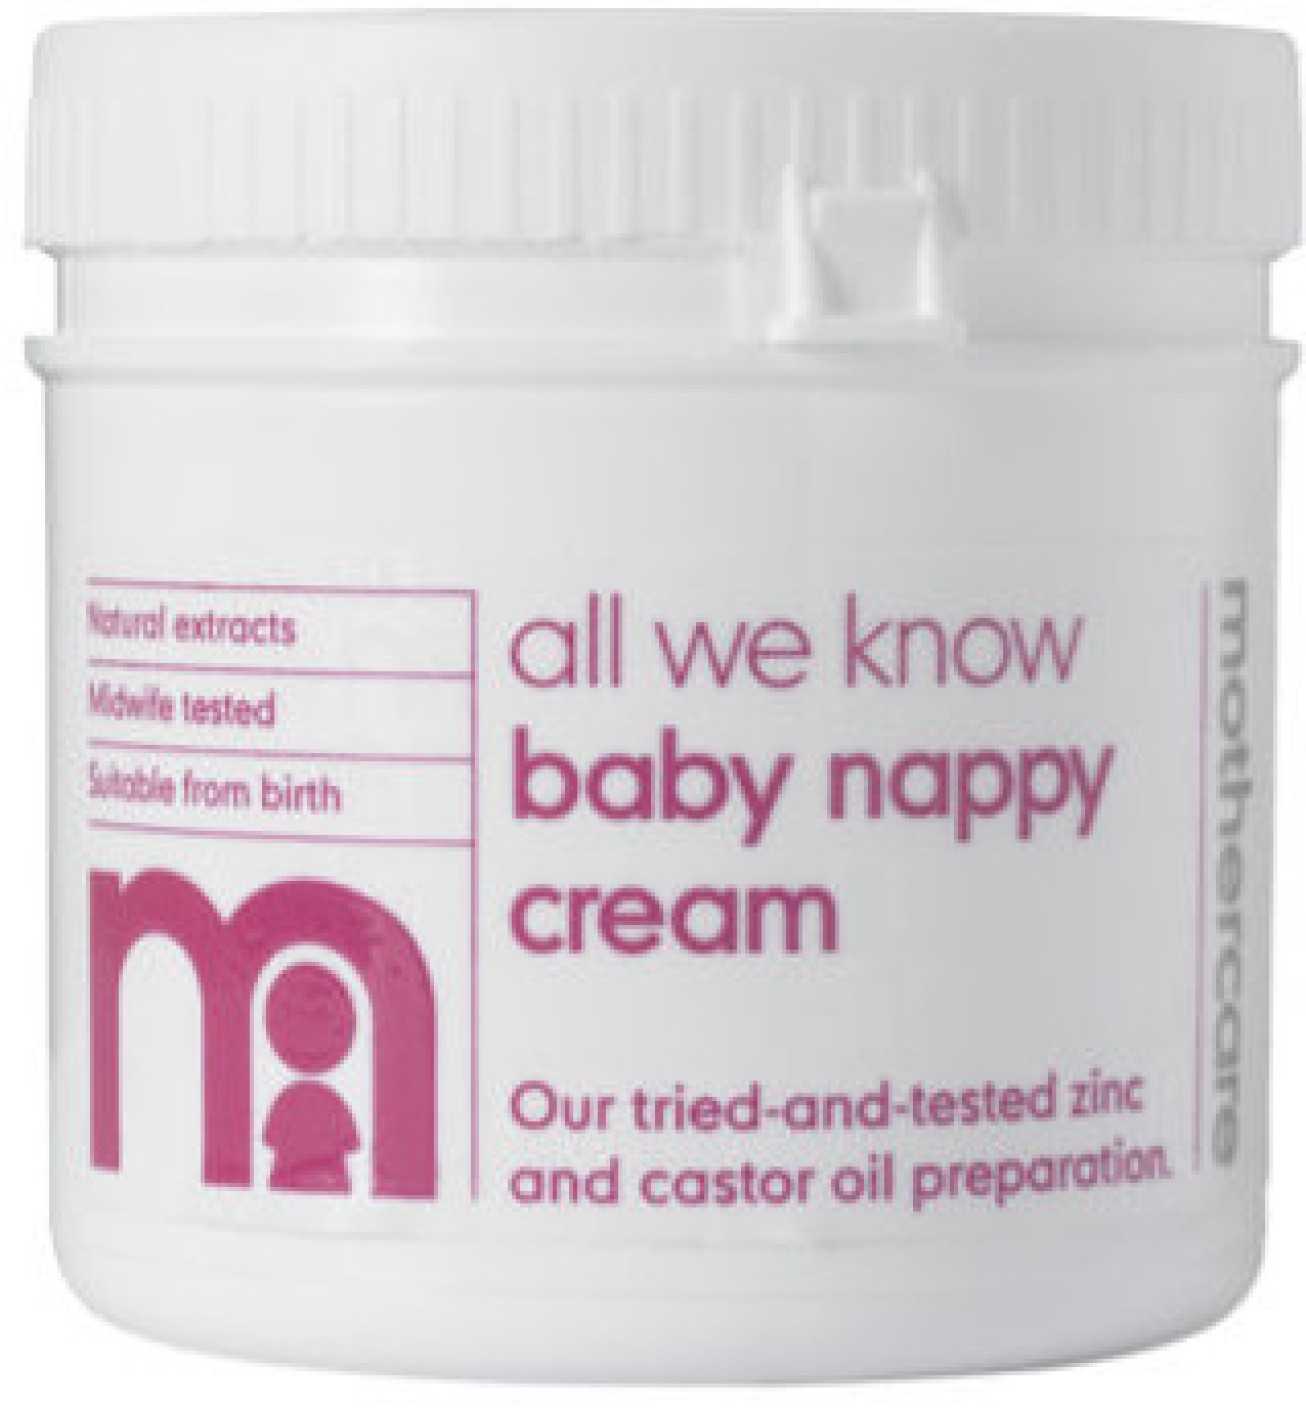 Natural extracts
Midwife tested
Suitable from birth
all we know
baby nappy
cream
Our tried-and-tested zinc
and castor oil preparation.
mothercare